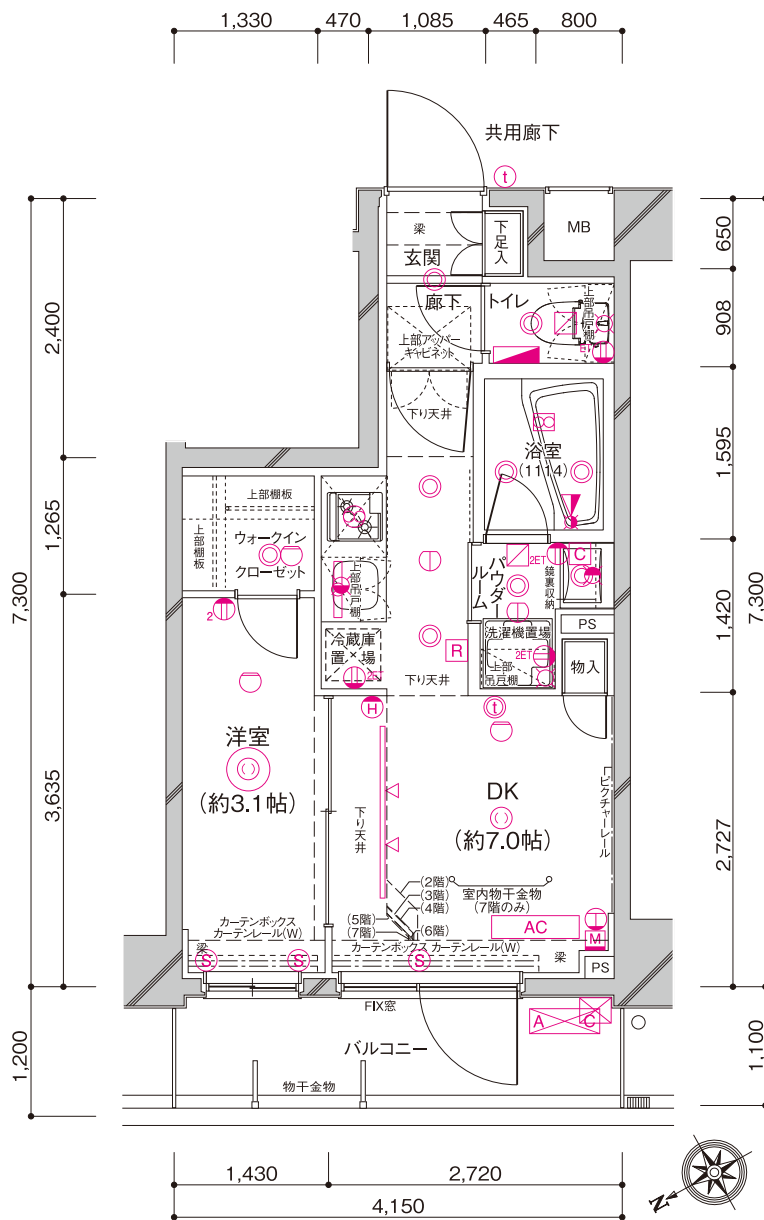 1,330 470 1,085 465 800
共用廊下
t
梁
下足入
MB
玄関
廊下
トイレ
上部吊戸棚
ET
上部アッパー
キャビネット
下り天井
浴室
(1114)
上部棚板
上部棚板
ウォークイン
クローゼット
上部吊戸棚
パウダー
ルーム
2ET
C
鏡裏収納
2
冷蔵庫
置場
2ET
R
洗濯機置場
2ET
上部
吊戸棚
PS
物入
下り天井
H
t
洋室
(約3.1帖)
下り天井
DK
(約7.0帖)
ピクチャーレール
(2階)
(3階)
(4階)
(5階)
(7階)
(6階)
室内物干金物
(7階のみ)
AC
M
カーテンボックス
カーテンレール(W)
梁
カーテンボックス カーテンレール(W)
梁
S
S
S
PS
FIX窓
A C
バルコニー
物干金物
7,300
2,400
1,265
3,635
1,200
650
908
1,595
1,420
2,727
7,300
1,100
1,430 2,720
4,150
N